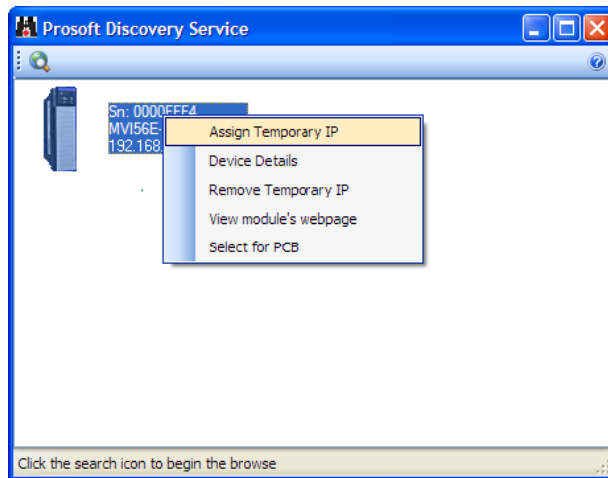 Prosoft Discovery Service
Sn: 0000FFF4
MVI56E-
192.168.
Assign Temporary IP
Device Details
Remove Temporary IP
View module's webpage
Select for PCB
Click the search icon to begin the browse